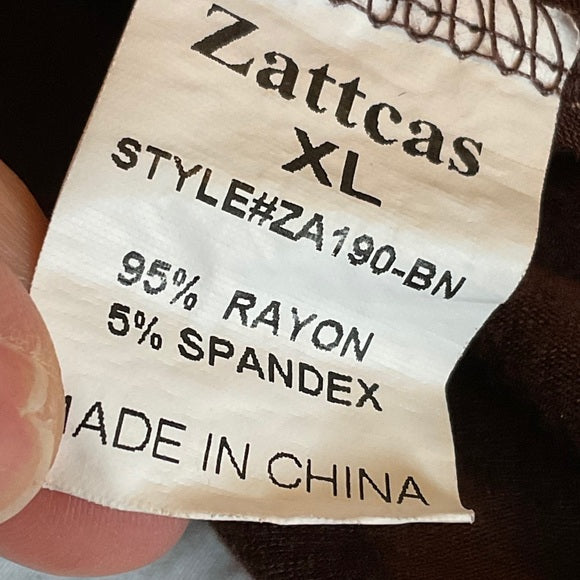 Zattcas
XL
STYLE#ZA190-BN
95% RAYON
5% SPANDEX
MADE IN CHINA